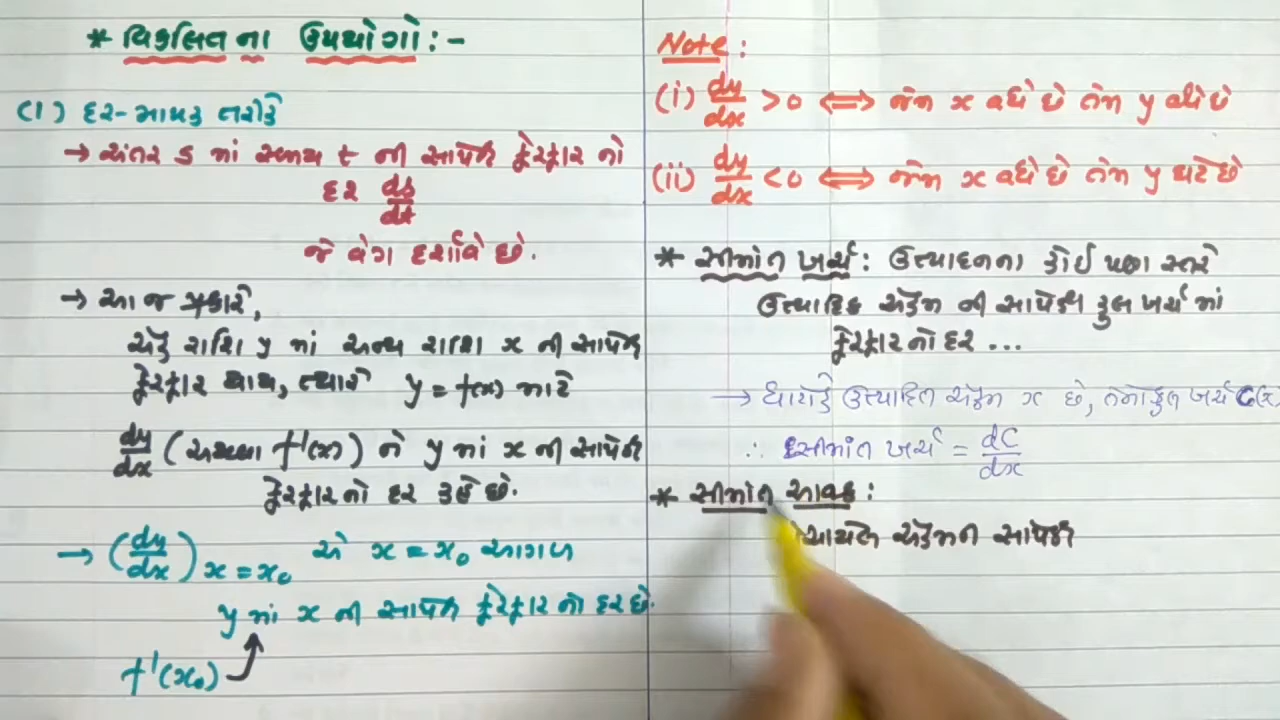 * વિકલિત ના ઉપયોગો :-
(1) દર-માપક તરીકે
→ અંતર s માં સમય t ની સાપેક્ષ ફેરફાર નો
દર ds/dt
જે વેગ દર્શાવે છે.
→ આ જ પ્રકારે,
એક રાશિ y માં અન્ય રાશિ x ની સાપેક્ષ
ફેરફાર થાય, ત્યારે y = f(x) માટે
dy/dx (અથવા f'(x)) ને y માં x ની સાપેક્ષ
ફેરફારનો દર કહે છે.
→ (dy/dx) x = x₀ એ x = x₀ આગળ
y માં x ની સાપેક્ષ ફેરફાર નો દર છે.
f'(x₀)
Note :
(i) dy/dx > 0 ⟺ જેમ x વધે છે તેમ y વધે છે
(ii) dy/dx < 0 ⟺ જેમ x વધે છે તેમ y ઘટે છે
* સીમાંત ખર્ચ : ઉત્પાદનના કોઈ પણ સ્તરે
ઉત્પાદિત એકમ ની સાપેક્ષ કુલ ખર્ચ માં
ફેરફારનો દર ...
→ ધારોકે ઉત્પાદિત એકમ x છે, તેનો કુલ ખર્ચ C(x)
∴ સીમાંત ખર્ચ = dC/dx
* સીમાંત આવક :
વેચાયેલ એકમની સાપેક્ષ